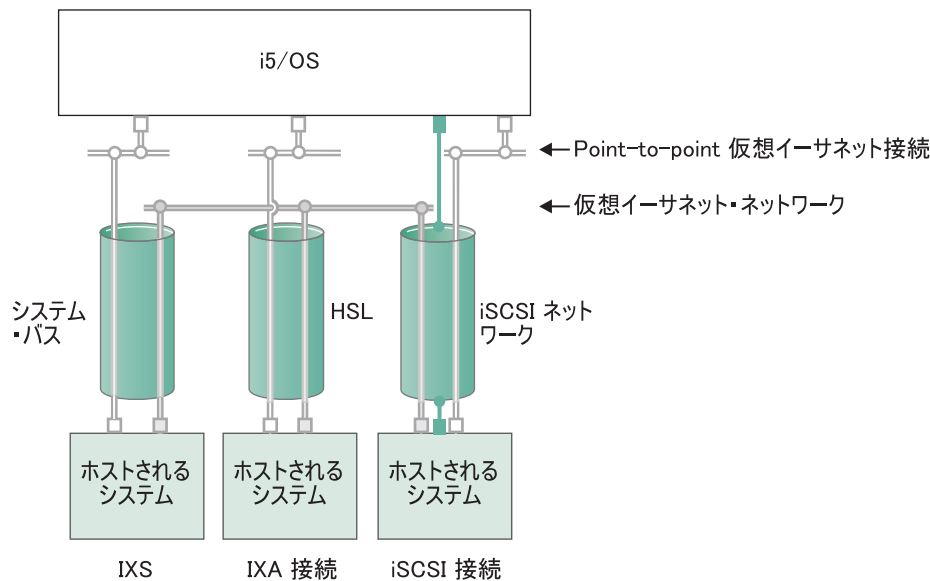 i5/OS
Point-to-point 仮想イーサネット接続
仮想イーサネット・ネットワーク
システム
・バス
HSL
iSCSI ネット
ワーク
ホストされる
システム
ホストされる
システム
ホストされる
システム
IXS
IXA 接続
iSCSI 接続